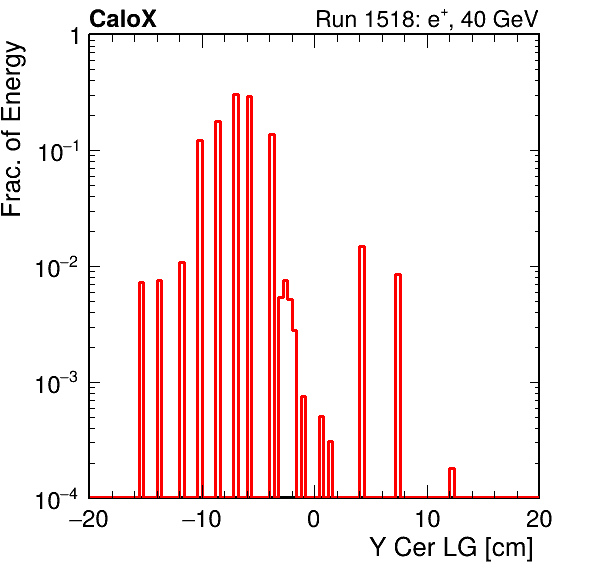 CaloX Run 1518: e⁺, 40 GeV
Frac. of Energy
1
10⁻¹
10⁻²
10⁻³
10⁻⁴
−20 −10 0 10 20
Y Cer LG [cm]